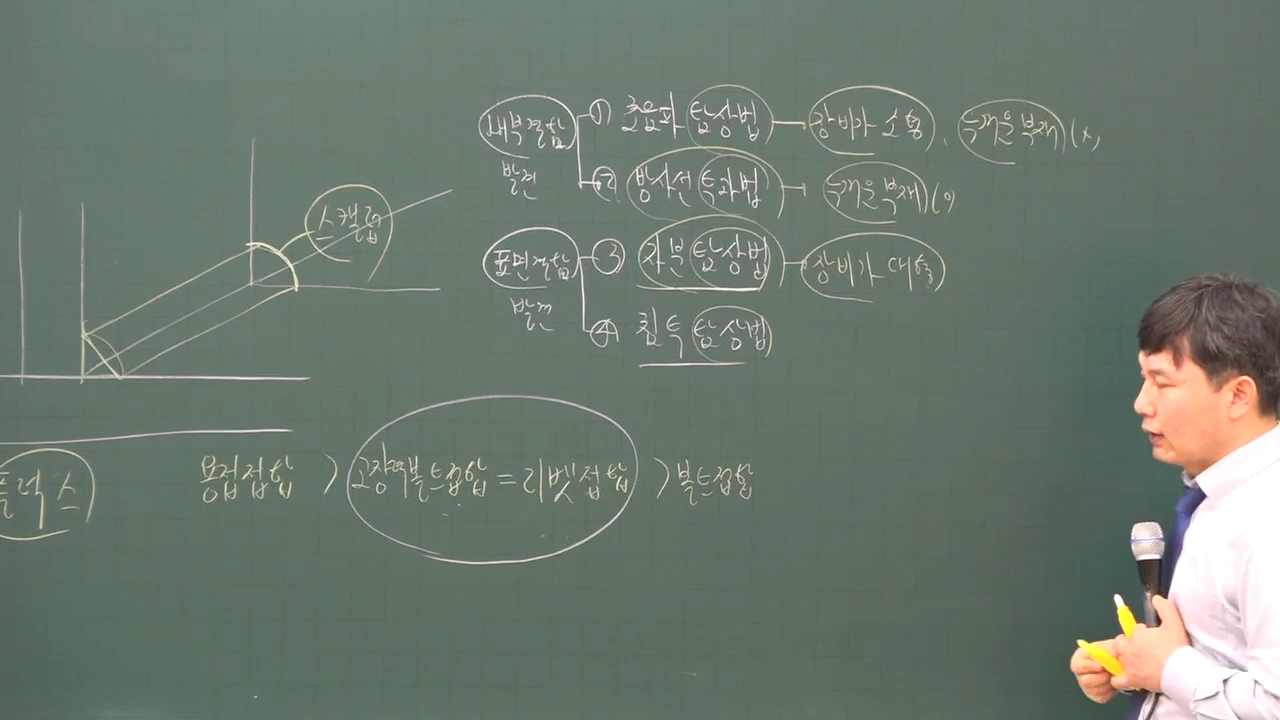 내부결함 ① 초음파 탐상법 — 장비가 소형, 두꺼운 부재(x)
발견 ② 방사선 투과법 — 두꺼운 부재(o)
스캘럽
표면결함 ③ 자분 탐상법 — 장비가 대형
발견 ④ 침투 탐상법
플럭스
용접접합 > 고장력볼트접합 = 리벳접합 > 볼트접합